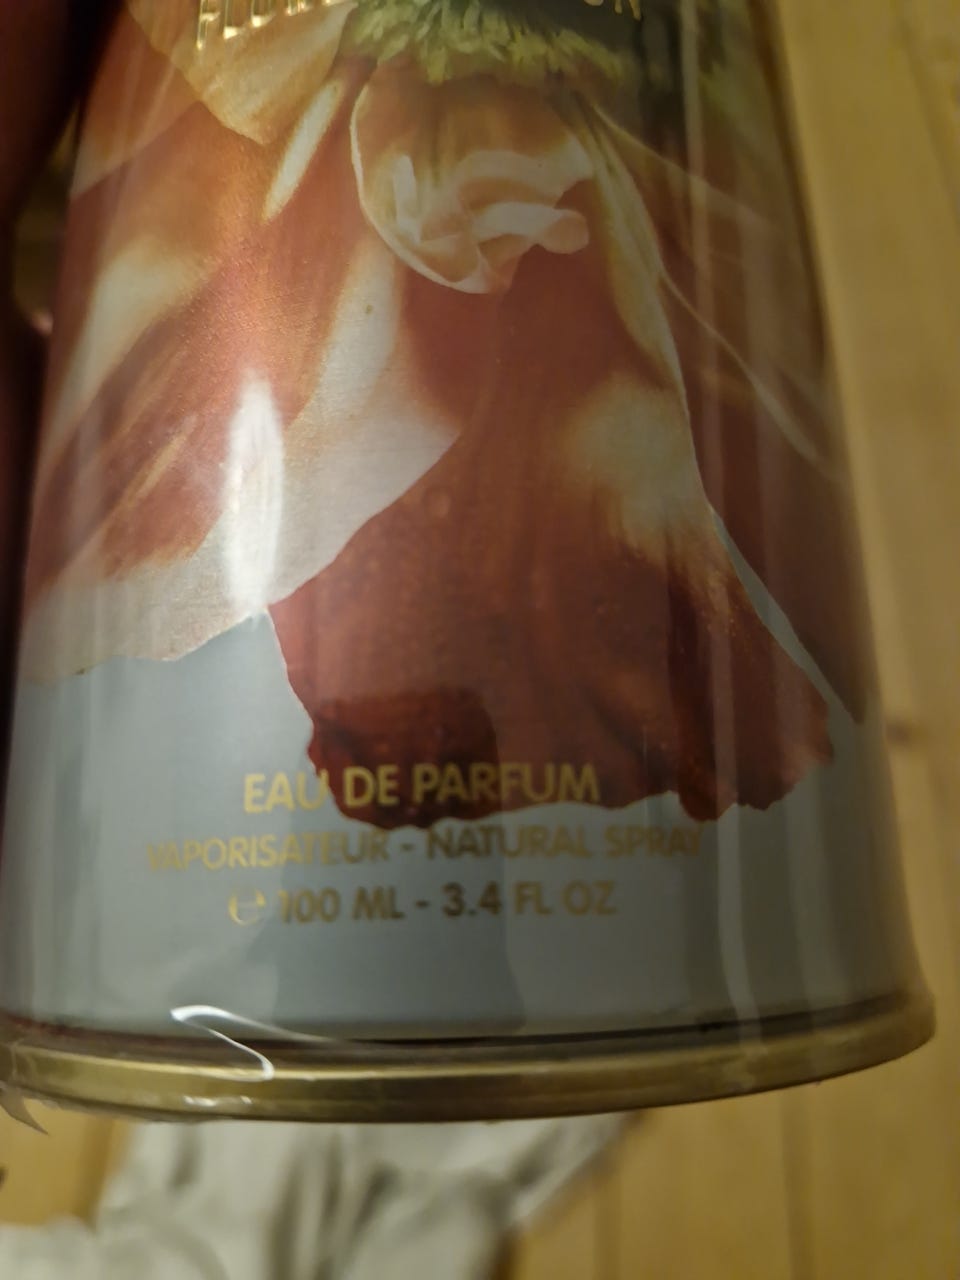 EAU DE PARFUM
VAPORISATEUR - NATURAL SPRAY
℮ 100 ML - 3.4 FL OZ